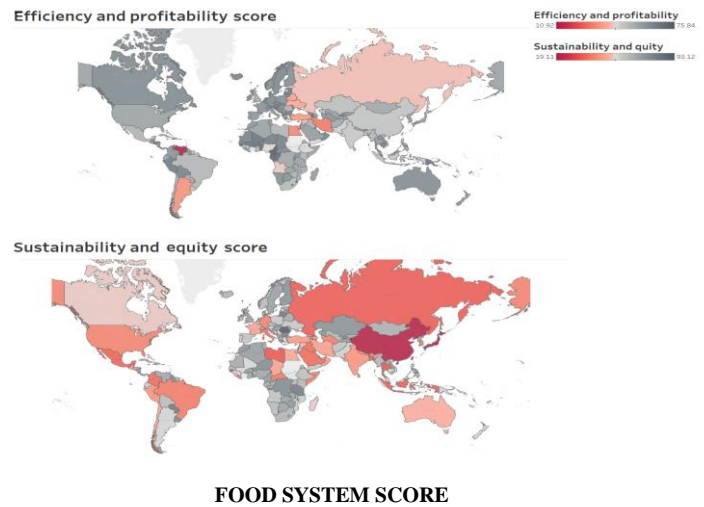 Efficiency and profitability score
Efficiency and profitability
10.92 75.84
Sustainability and quity
19.11 93.12
Sustainability and equity score
FOOD SYSTEM SCORE